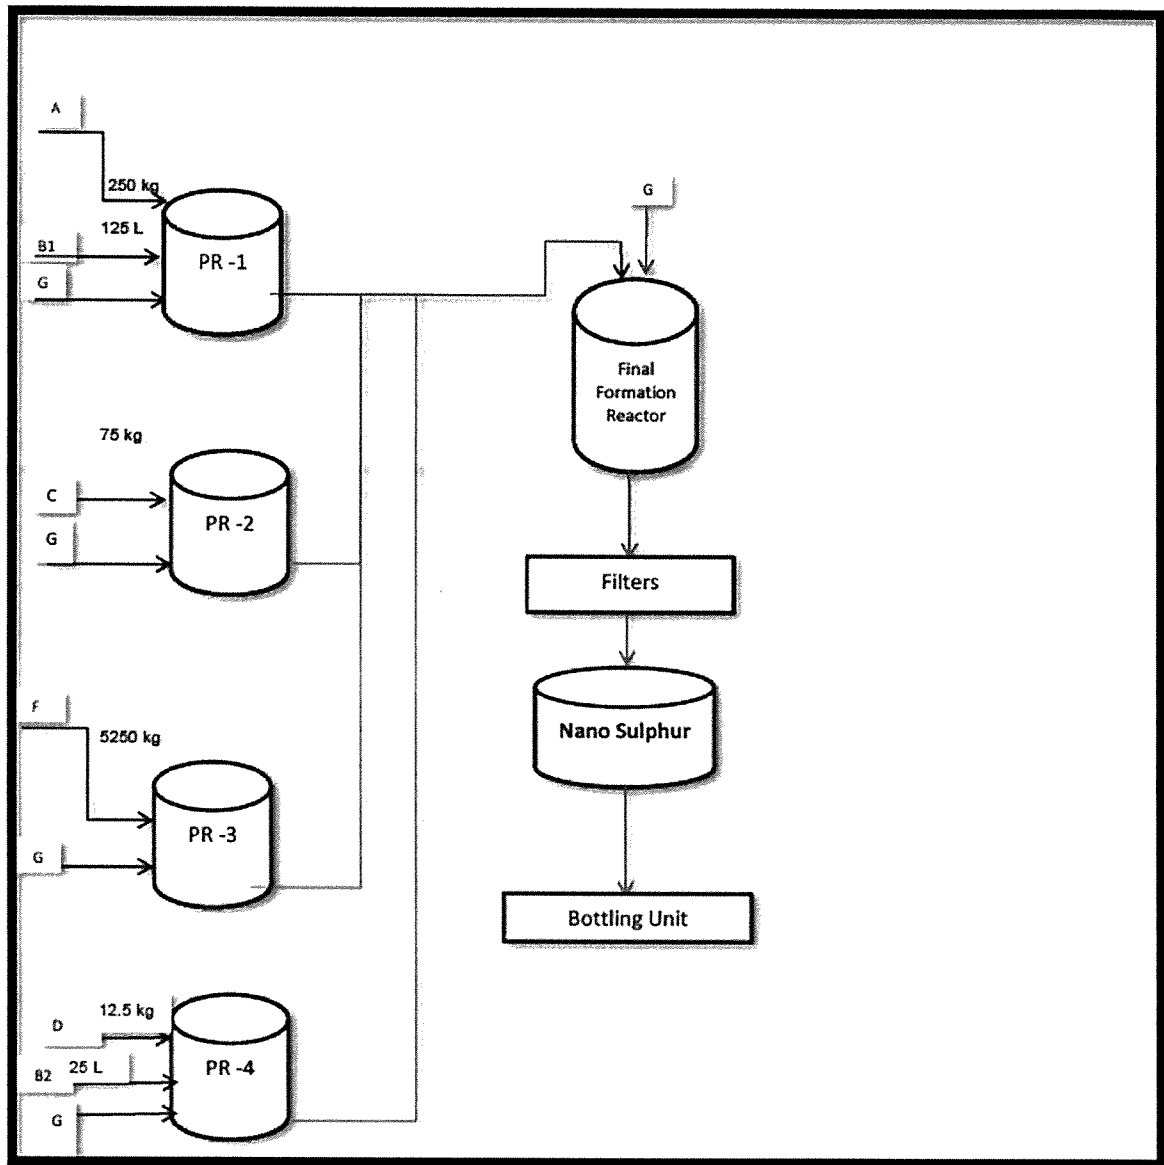 A
250 kg
125 L
B1
G
PR -1
G
Final
Formation
Reactor
75 kg
C
G
PR -2
Filters
F
5250 kg
G
PR -3
Nano Sulphur
Bottling Unit
D
12.5 kg
B2
25 L
G
PR -4